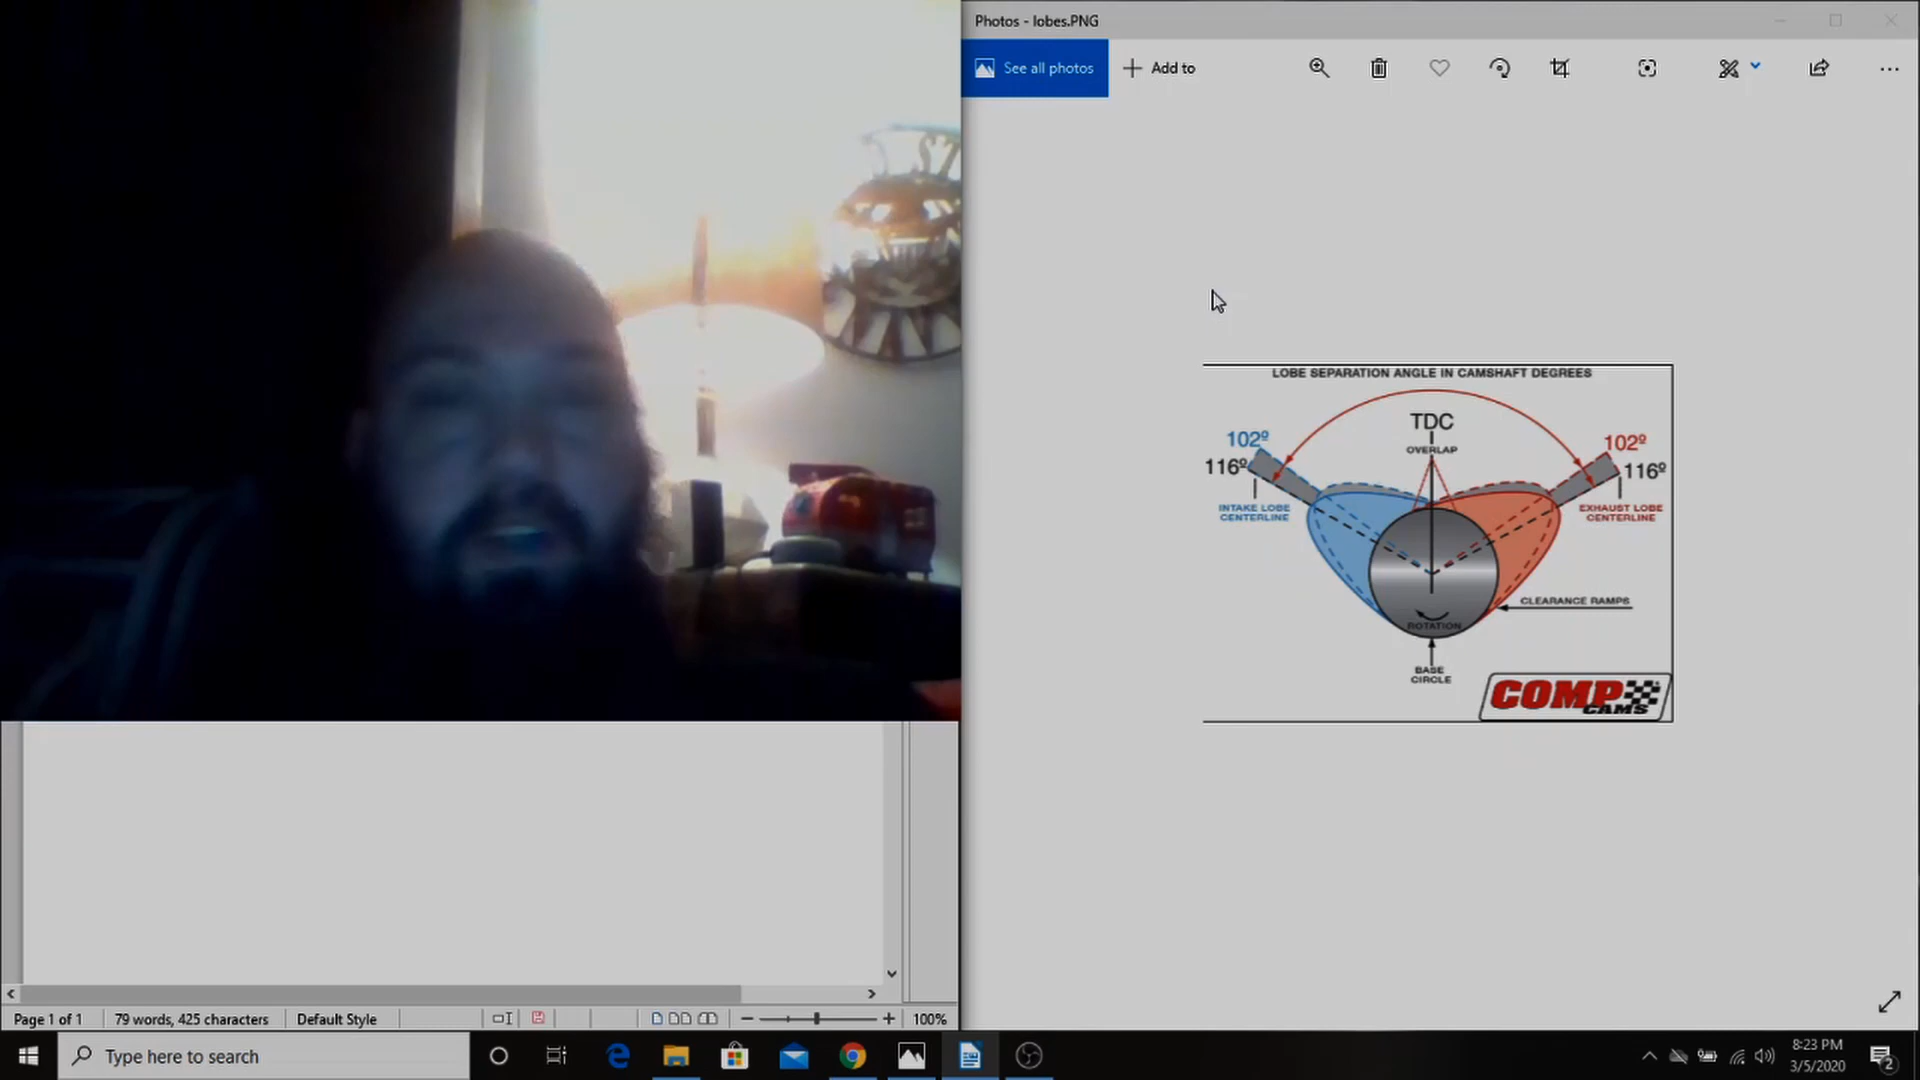 Photos - lobes.PNG
See all photos
Add to
LOBE SEPARATION ANGLE IN CAMSHAFT DEGREES
TDC
OVERLAP
102º
116º
102º
116º
INTAKE LOBE
CENTERLINE
EXHAUST LOBE
CENTERLINE
CLEARANCE RAMPS
ROTATION
BASE
CIRCLE
COMP
CAMS
Page 1 of 1
79 words, 425 characters
Default Style
100%
Type here to search
8:23 PM
3/5/2020
2